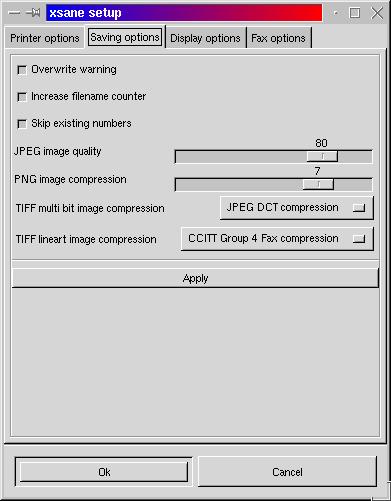 xsane setup
Printer options Saving options Display options Fax options
Overwrite warning
Increase filename counter
Skip existing numbers
80
JPEG image quality
7
PNG image compression
TIFF multi bit image compression JPEG DCT compression
TIFF lineart image compression CCITT Group 4 Fax compression
Apply
Ok Cancel